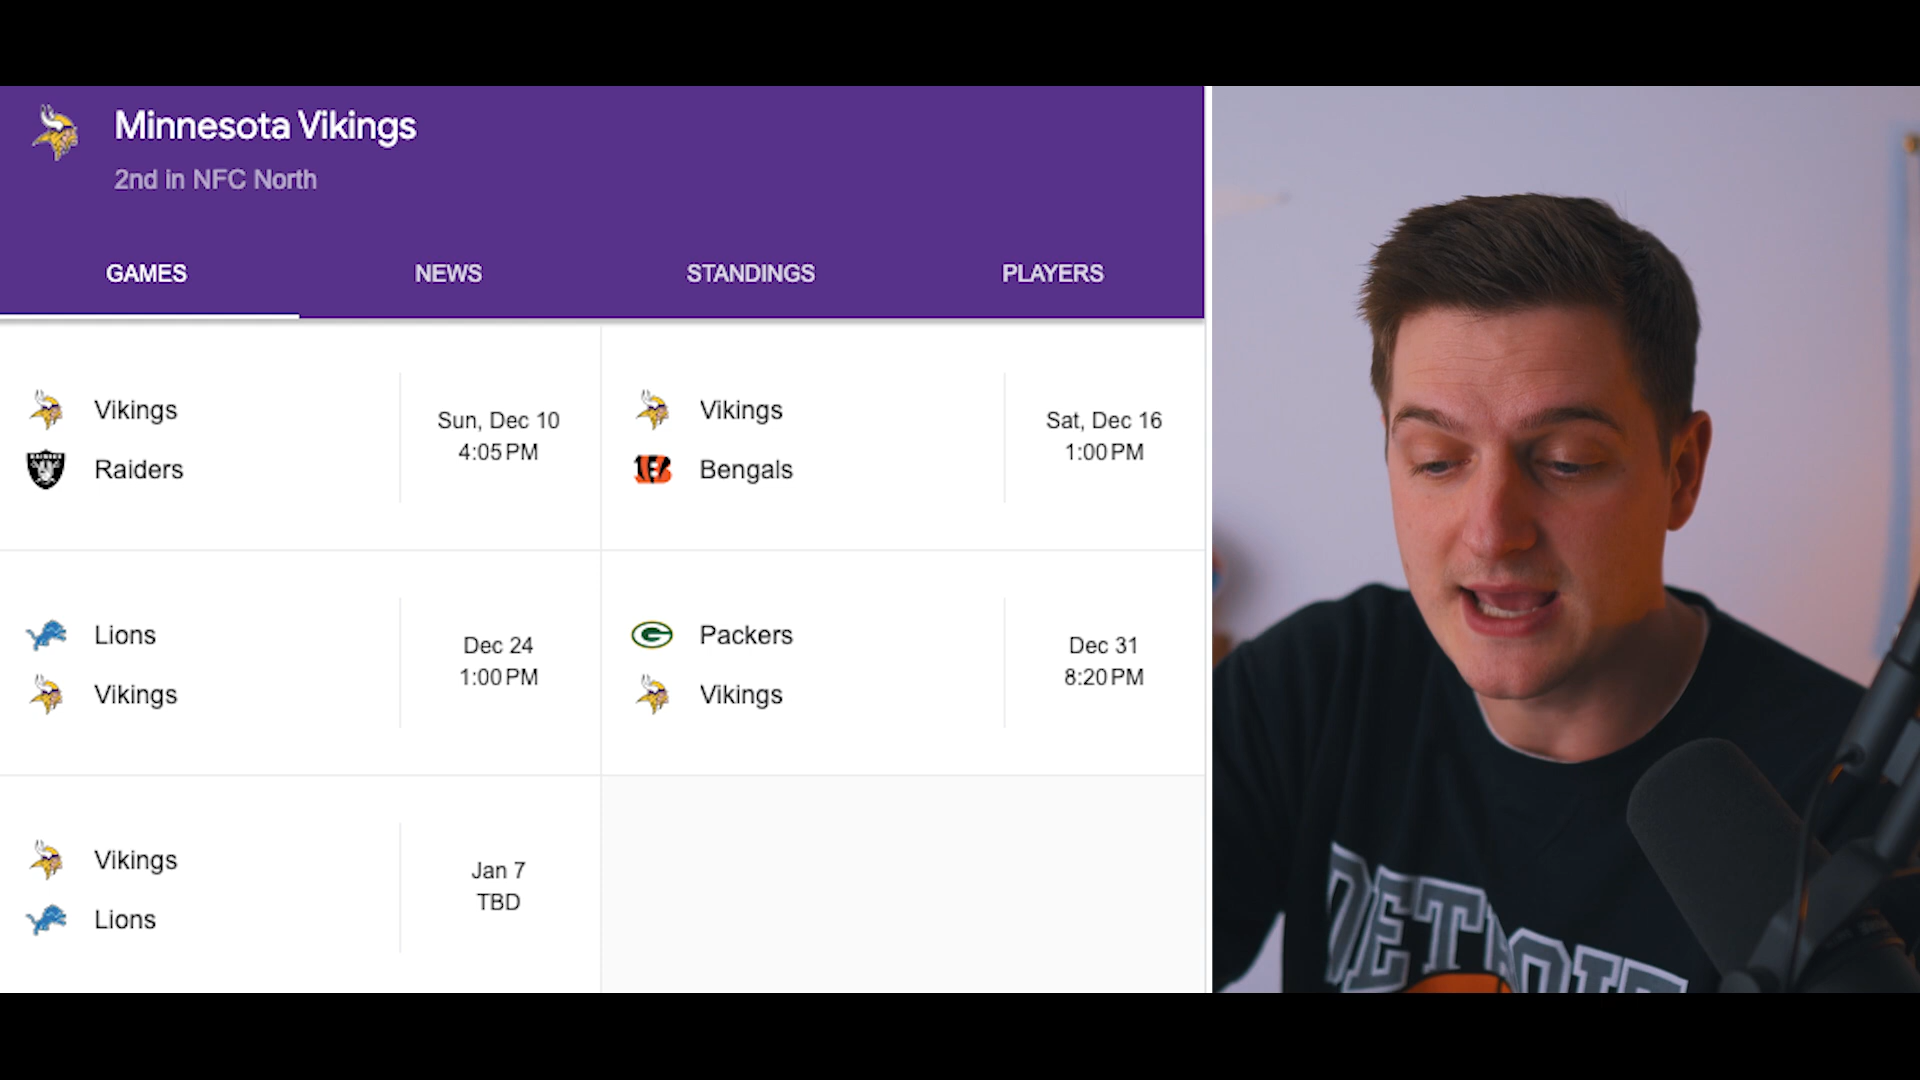 Minnesota Vikings
2nd in NFC North
GAMES
NEWS
STANDINGS
PLAYERS
Vikings
Raiders
Sun, Dec 10
4:05 PM
Vikings
Bengals
Sat, Dec 16
1:00 PM
Lions
Vikings
Dec 24
1:00 PM
Packers
Vikings
Dec 31
8:20 PM
Vikings
Lions
Jan 7
TBD
DETROIT